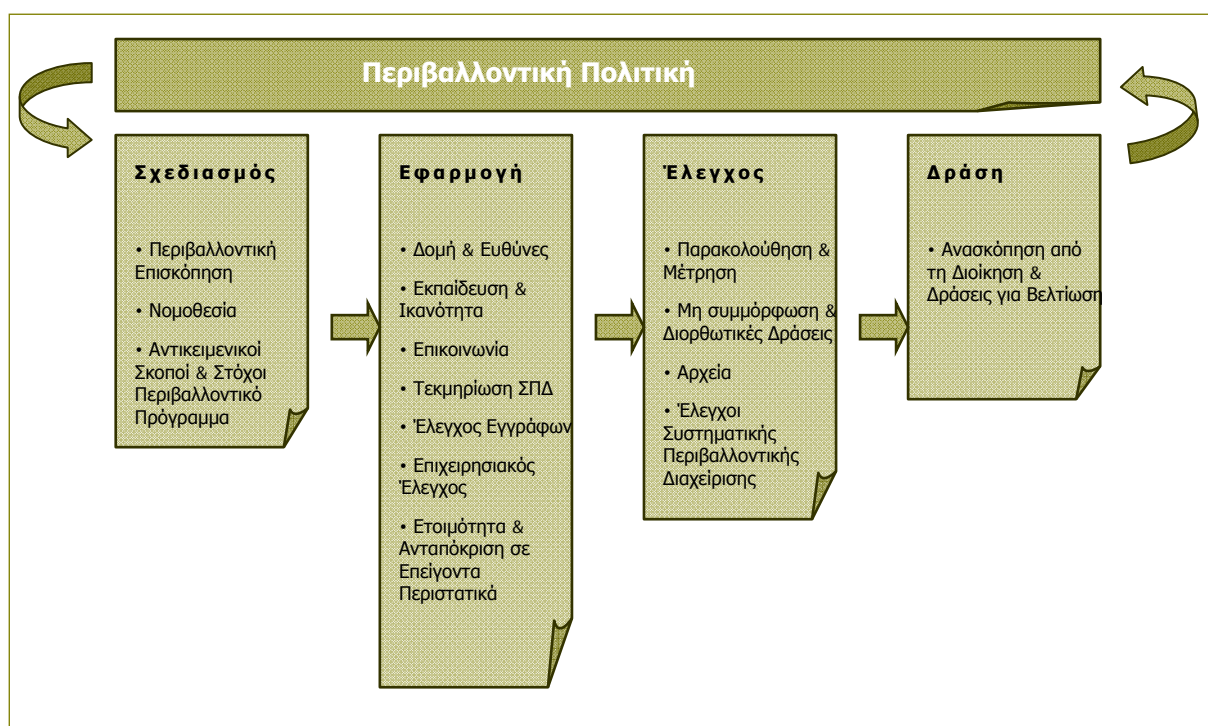 Περιβαλλοντική Πολιτική
Σχεδιασμός
• Περιβαλλοντική
Επισκόπηση
• Νομοθεσία
• Αντικειμενικοί
Σκοποί & Στόχοι
Περιβαλλοντικό
Πρόγραμμα
Εφαρμογή
• Δομή & Ευθύνες
• Εκπαίδευση &
Ικανότητα
• Επικοινωνία
• Τεκμηρίωση ΣΠΔ
• Έλεγχος Εγγράφων
• Επιχειρησιακός
Έλεγχος
• Ετοιμότητα &
Ανταπόκριση σε
Επείγοντα
Περιστατικά
Έλεγχος
• Παρακολούθηση &
Μέτρηση
• Μη συμμόρφωση &
Διορθωτικές Δράσεις
• Αρχεία
• Έλεγχοι
Συστηματικής
Περιβαλλοντικής
Διαχείρισης
Δράση
• Ανασκόπηση από
τη Διοίκηση &
Δράσεις για Βελτίωση